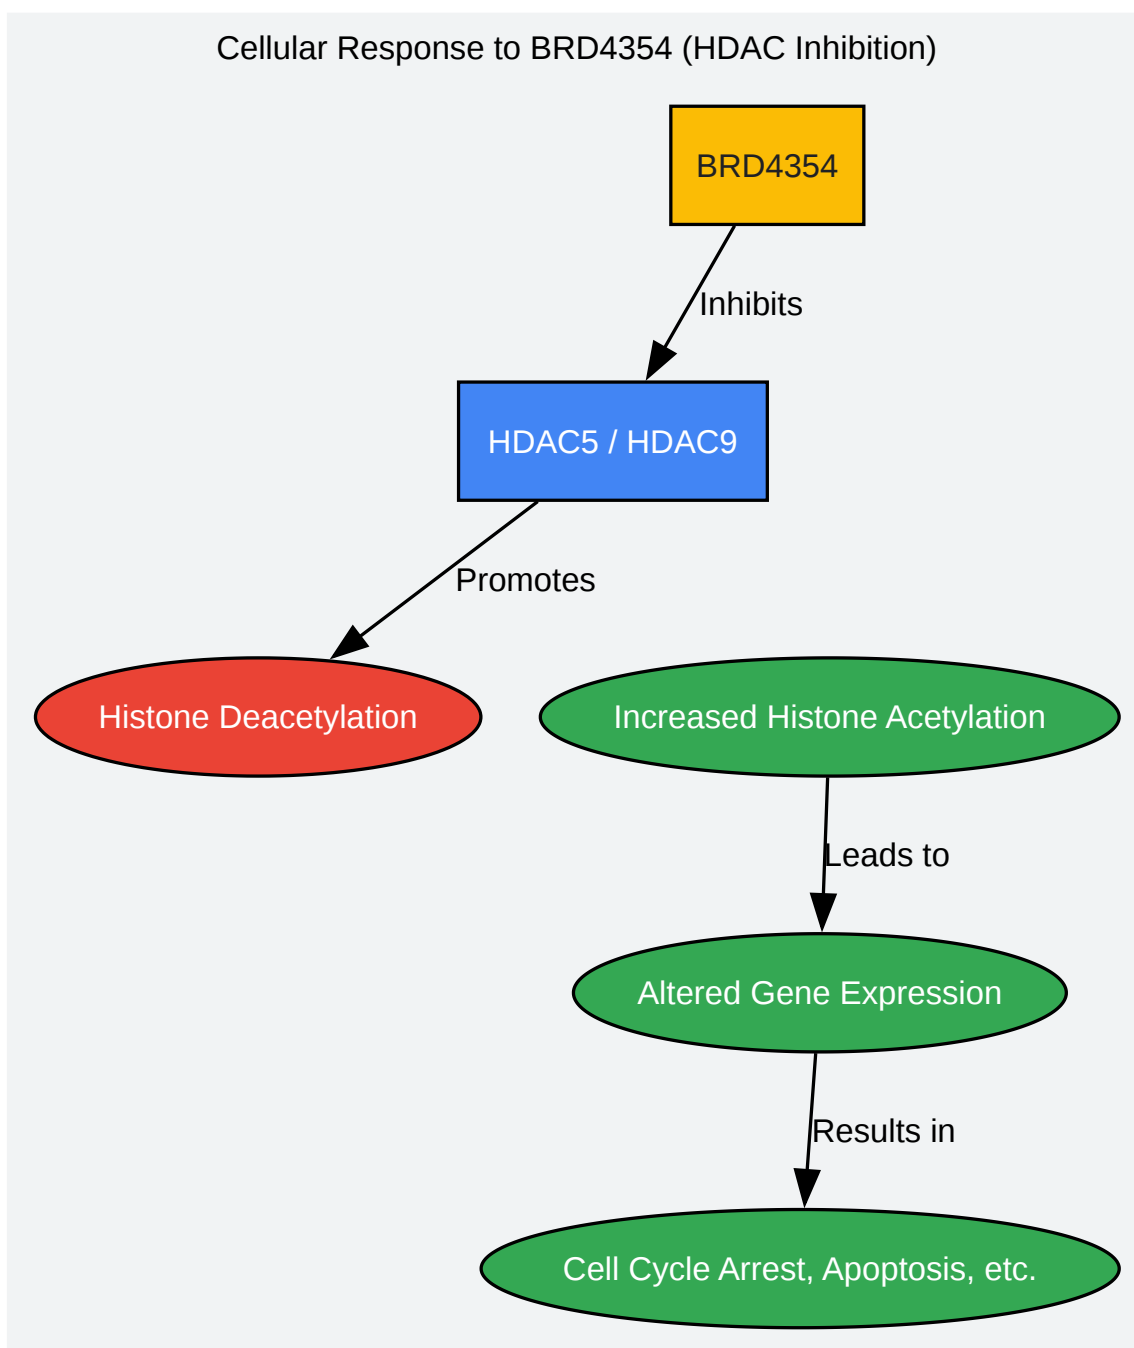 Cellular Response to BRD4354 (HDAC Inhibition)
BRD4354
Inhibits
HDAC5 / HDAC9
Promotes
Histone Deacetylation
Increased Histone Acetylation
Leads to
Altered Gene Expression
Results in
Cell Cycle Arrest, Apoptosis, etc.